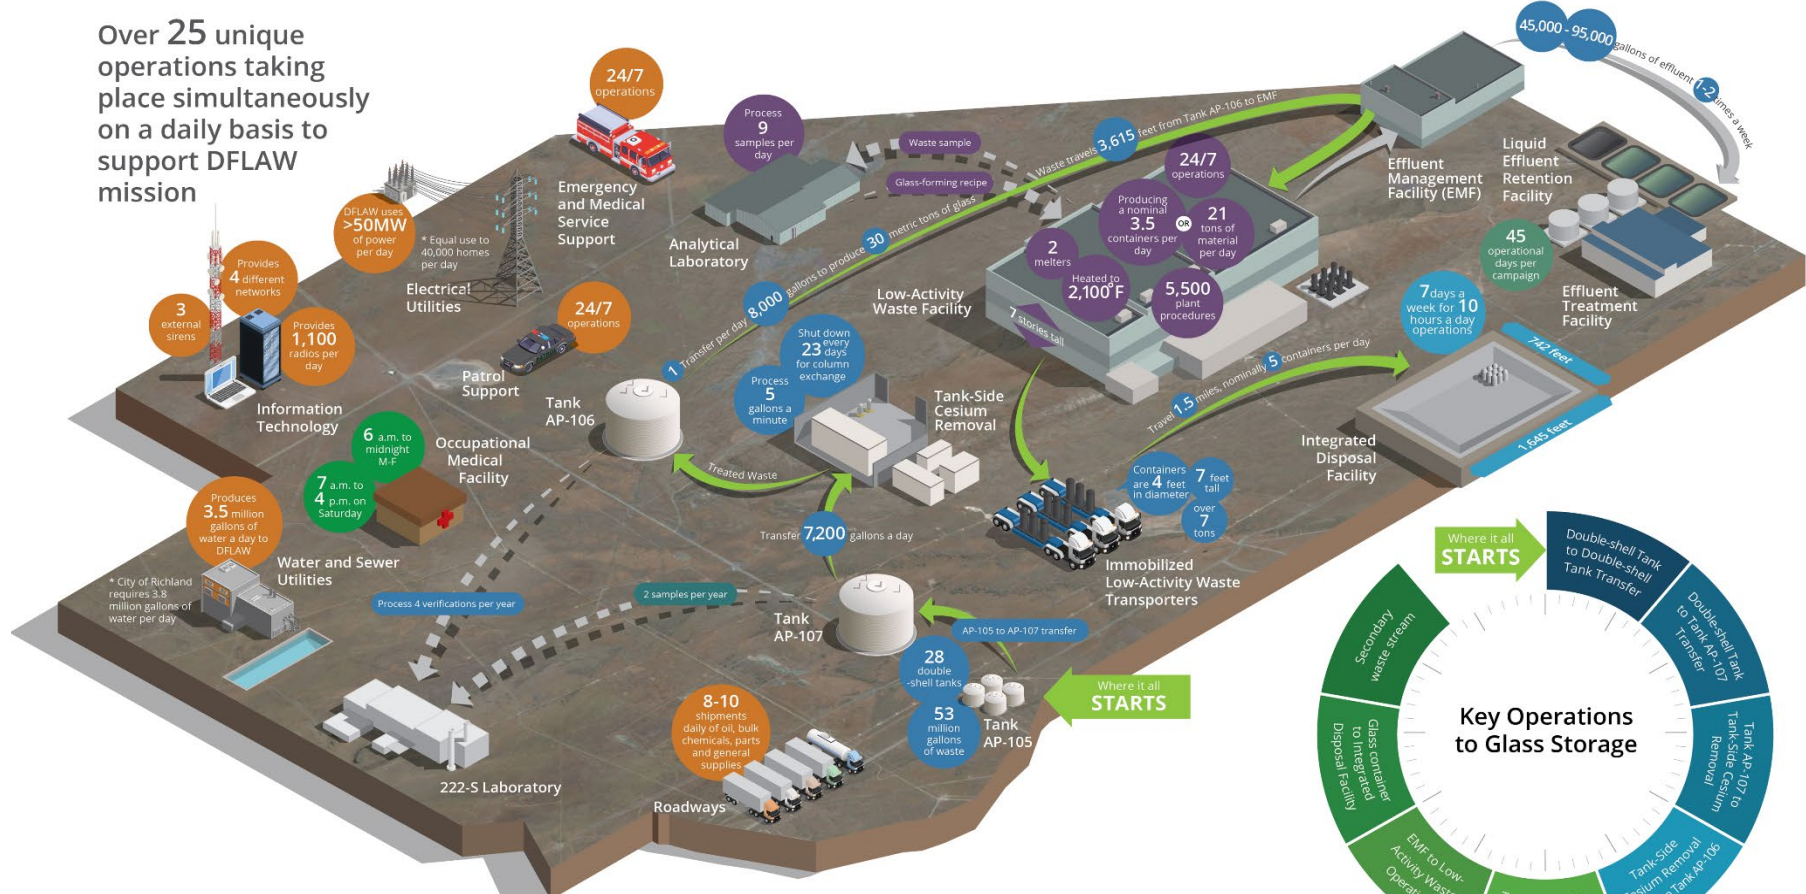 Over 25 unique
operations taking
place simultaneously
on a daily basis to
support DFLAW
mission
24/7
operations
Emergency
and Medical
Service
Support
DFLAW uses
>50MW
of power
per day
* Equal use to
40,000 homes
per day
Electrical
Utilities
Provides
4 different
networks
3
external
sirens
Provides
1,100
radios per
day
Information
Technology
24/7
operations
Patrol
Support
6 a.m. to
midnight
M-F
7 a.m. to
4 p.m. on
Saturday
Occupational
Medical
Facility
Produces
3.5 million
gallons of
water a day to
DFLAW
Water and Sewer
Utilities
* City of Richland
requires 3.8
million gallons of
water per day
Process
9
samples per
day
Analytical
Laboratory
Waste sample
Glass-forming recipe
Waste travels 3,615 feet from Tank AP-106 to EMF
1 Transfer per day 8,000 gallons to produce 30 metric tons of glass
Tank
AP-106
Shut down
every
23 days
for column
exchange
Process
5
gallons a
minute
Tank-Side
Cesium
Removal
Treated Waste
Transfer 7,200 gallons a day
Process 4 verifications per year
2 samples per year
Tank
AP-107
AP-105 to AP-107 transfer
28
double
-shell tanks
53
million
gallons
of waste
Tank
AP-105
Where it all
STARTS
222-S Laboratory
8-10
shipments
daily of oil, bulk
chemicals, parts
and general
supplies
Roadways
24/7
operations
Producing
a nominal
3.5
containers per
day
OR
21
tons of
material
per day
2
melters
Heated to
2,100°F
5,500
plant
procedures
7 stories tall
Low-Activity
Waste Facility
Travel 1.5 miles, nominally 5 containers per day
Containers
are 4 feet
in diameter
7 feet
tall
over
7
tons
Immobilized
Low-Activity Waste
Transporters
45,000 - 95,000 gallons of effluent 1-2 times a week
Effluent
Management
Facility (EMF)
Liquid
Effluent
Retention
Facility
45
operational
days per
campaign
Effluent
Treatment
Facility
7 days a
week for 10
hours a day
operations
742 feet
1,645 feet
Integrated
Disposal
Facility
Where it all
STARTS
Double-shell Tank
to Double-shell
Tank Transfer
Double-shell Tank
to Tank AP-107
Transfer
Tank AP-107 to
Tank-Side Cesium
Removal
Tank-Side
Cesium Removal
Tank AP-106
EMF to Low-
Activity Waste
Glass container
to Integrated
Disposal Facility
Secondary
waste stream
Key Operations
to Glass Storage